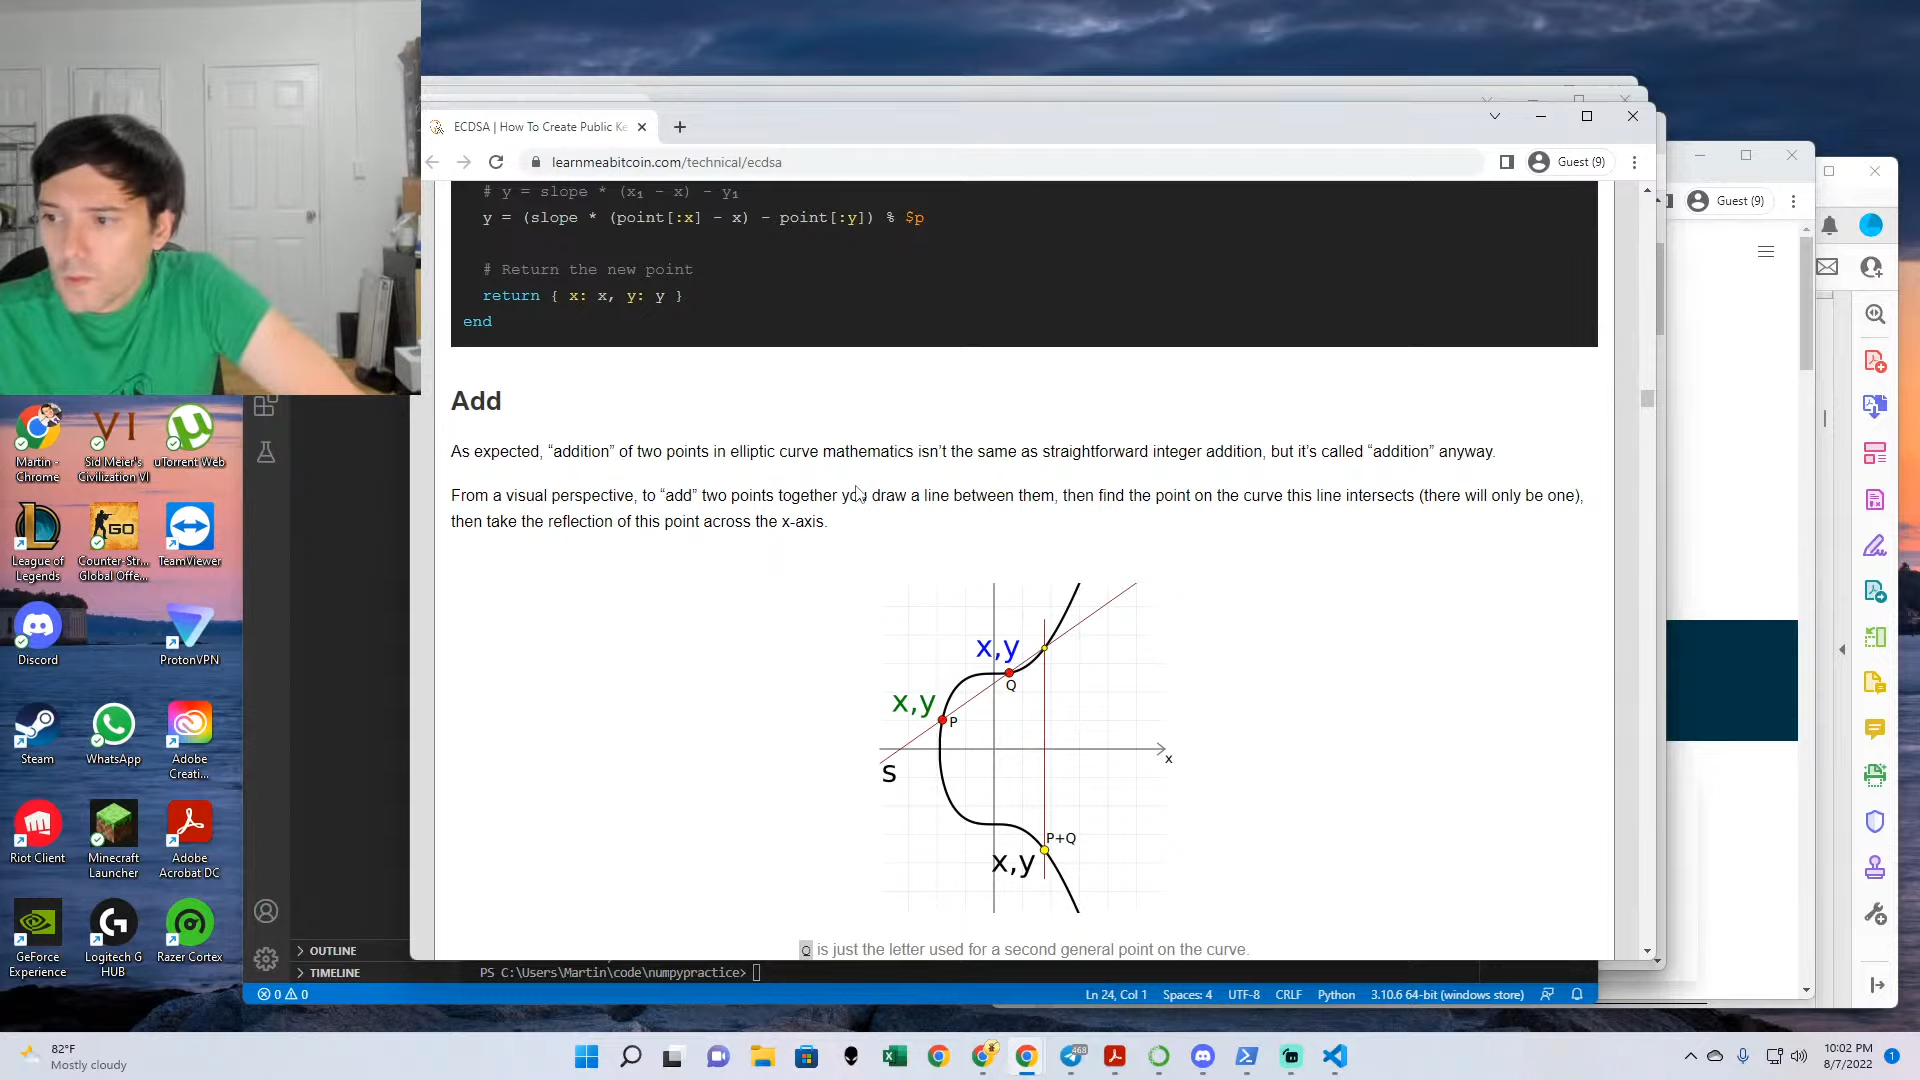 ECDSA | How To Create Public Ke
learnmeabitcoin.com/technical/ecdsa
Guest (9)
Guest (9)
# y = slope * (x₁ - x) - y₁
y = (slope * (point[:x] - x) - point[:y]) % $p
# Return the new point
return { x: x, y: y }
end
Add
As expected, “addition” of two points in elliptic curve mathematics isn’t the same as straightforward integer addition, but it’s called “addition” anyway.
From a visual perspective, to “add” two points together you draw a line between them, then find the point on the curve this line intersects (there will only be one),
then take the reflection of this point across the x-axis.
x,y
Q
x,y
P
x
s
P+Q
x,y
Q is just the letter used for a second general point on the curve.
Martin - Chrome
VI
Sid Meier's Civilization VI
uTorrent Web
League of Legends
GO
Counter-Str... Global Offe...
TeamViewer
Discord
ProtonVPN
Steam
WhatsApp
Adobe Creati...
Riot Client
Minecraft Launcher
Adobe Acrobat DC
GeForce Experience
Logitech G HUB
Razer Cortex
OUTLINE
TIMELINE
PS C:\Users\Martin\code\numpypractice>
0 0
Ln 24, Col 1
Spaces: 4
UTF-8
CRLF
Python
3.10.6 64-bit (windows store)
82°F
Mostly cloudy
468
10:02 PM
8/7/2022
1